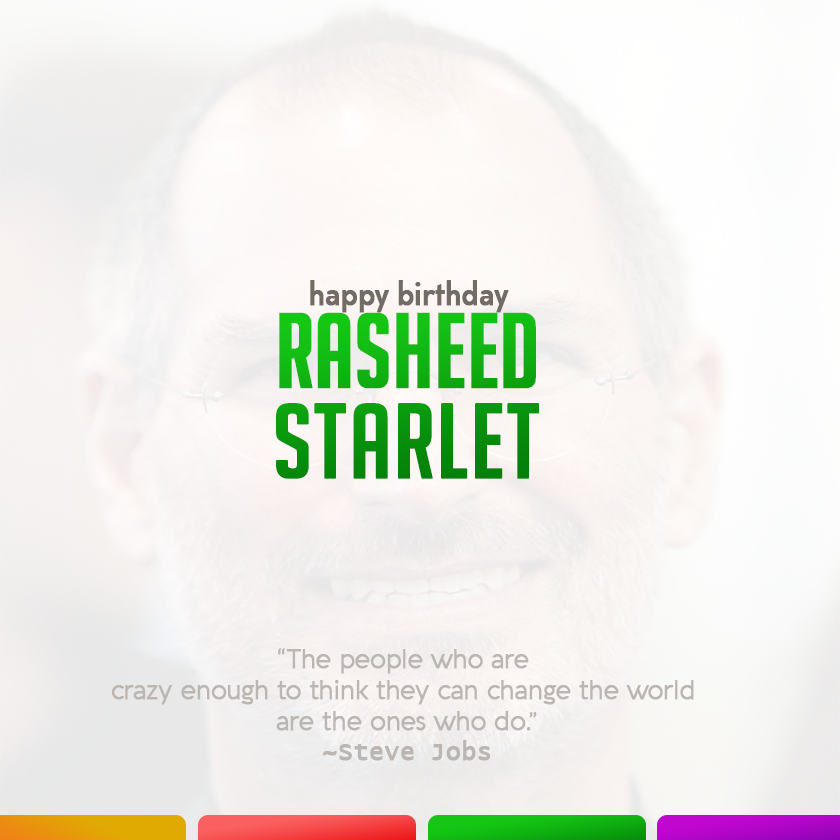 happy birthday
RASHEED
STARLET
“The people who are
crazy enough to think they can change the world
are the ones who do.”
~Steve Jobs